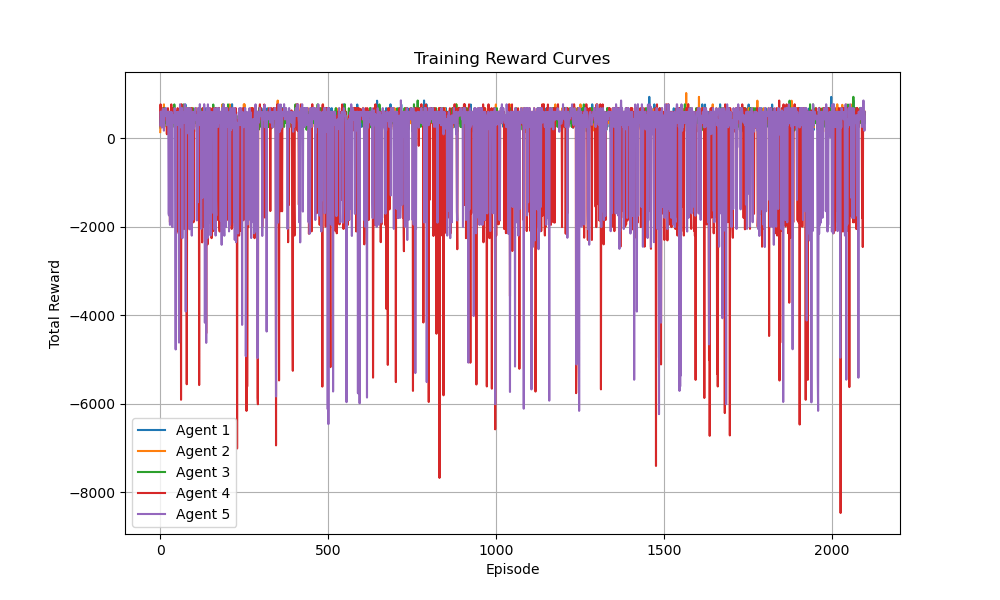 Training Reward Curves
Total Reward
0
−2000
−4000
−6000
−8000
Agent 1
Agent 2
Agent 3
Agent 4
Agent 5
0 500 1000 1500 2000
Episode